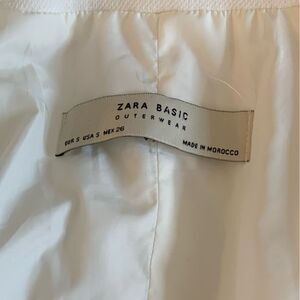 ZARA BASIC
OUTERWEAR
EUR S USA S MEX 26
MADE IN MOROCCO